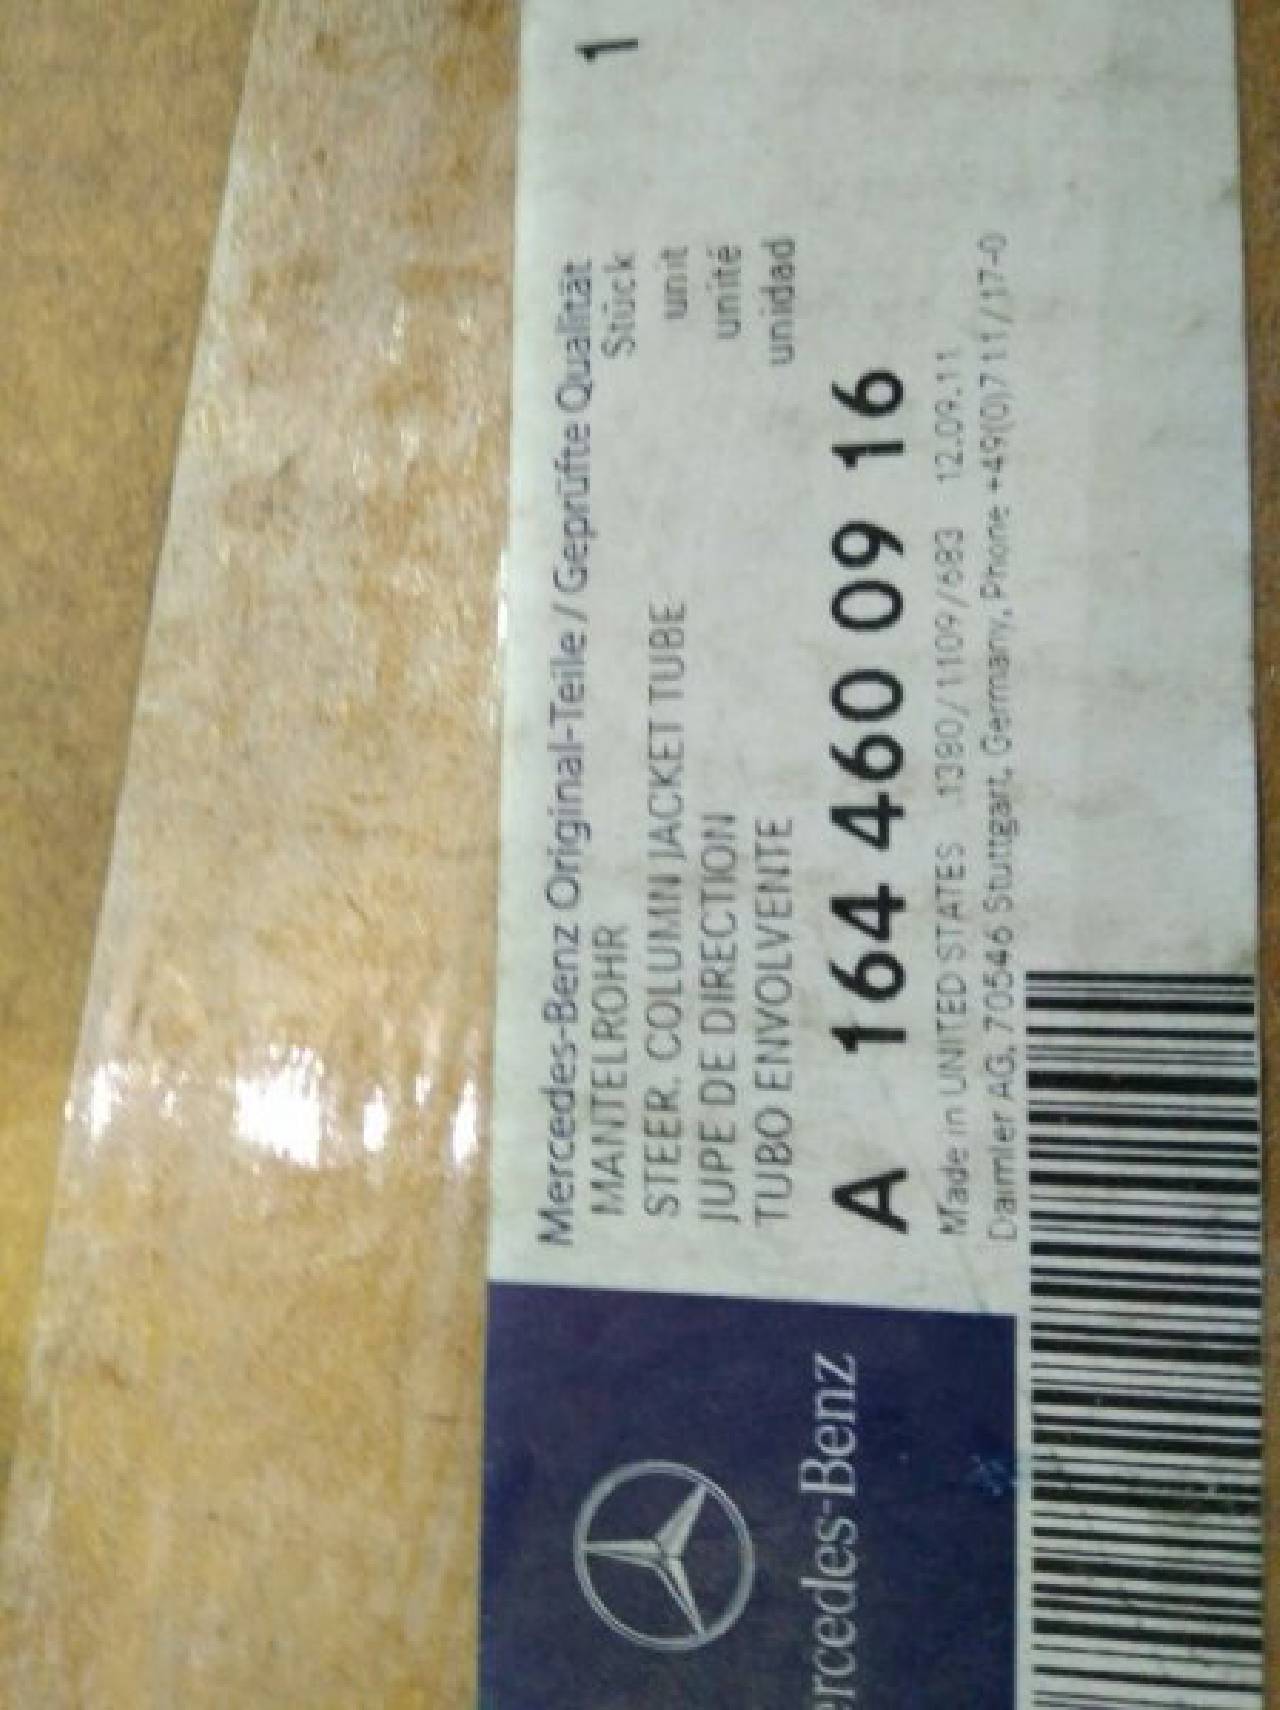 Mercedes-Benz Original-Teile / Geprüfte Qualität
MANTELROHR Stück 1
STEER. COLUMN JACKET TUBE unit
JUPE DE DIRECTION unité
TUBO ENVOLVENTE unidad
A 164 460 09 16
Made in UNITED STATES .1380/1109/683 12.09.11
Daimler AG, 70546 Stuttgart, Germany, Phone +49(0)711/17-0
ercedes-Benz